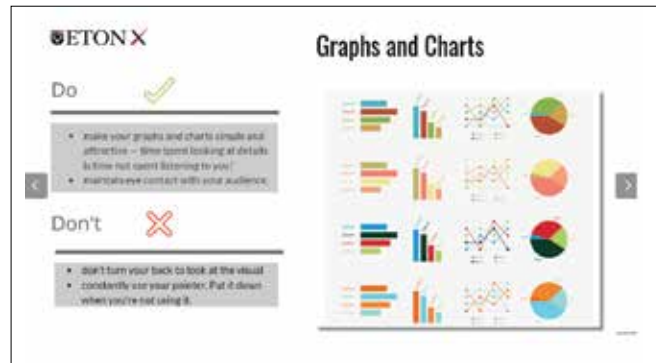 ETONX
Graphs and Charts
Do
• make your graphs and charts simple and
attractive – time spent looking at details
is time not spent listening to you!
• maintain eye contact with your audience.
Don't
• don't turn your back to look at the visual
• constantly use your pointer. Put it down
when you're not using it.